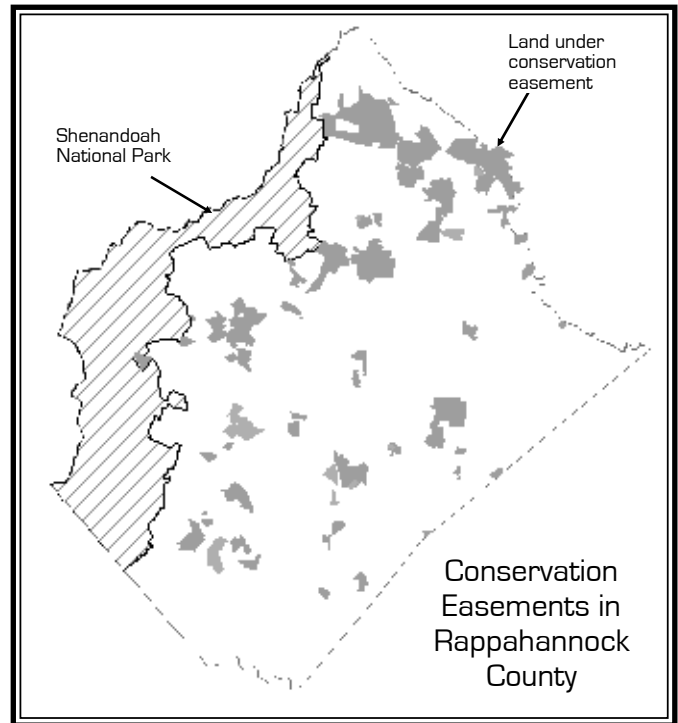 Land under
conservation
easement
Shenandoah
National Park
Conservation
Easements in
Rappahannock
County